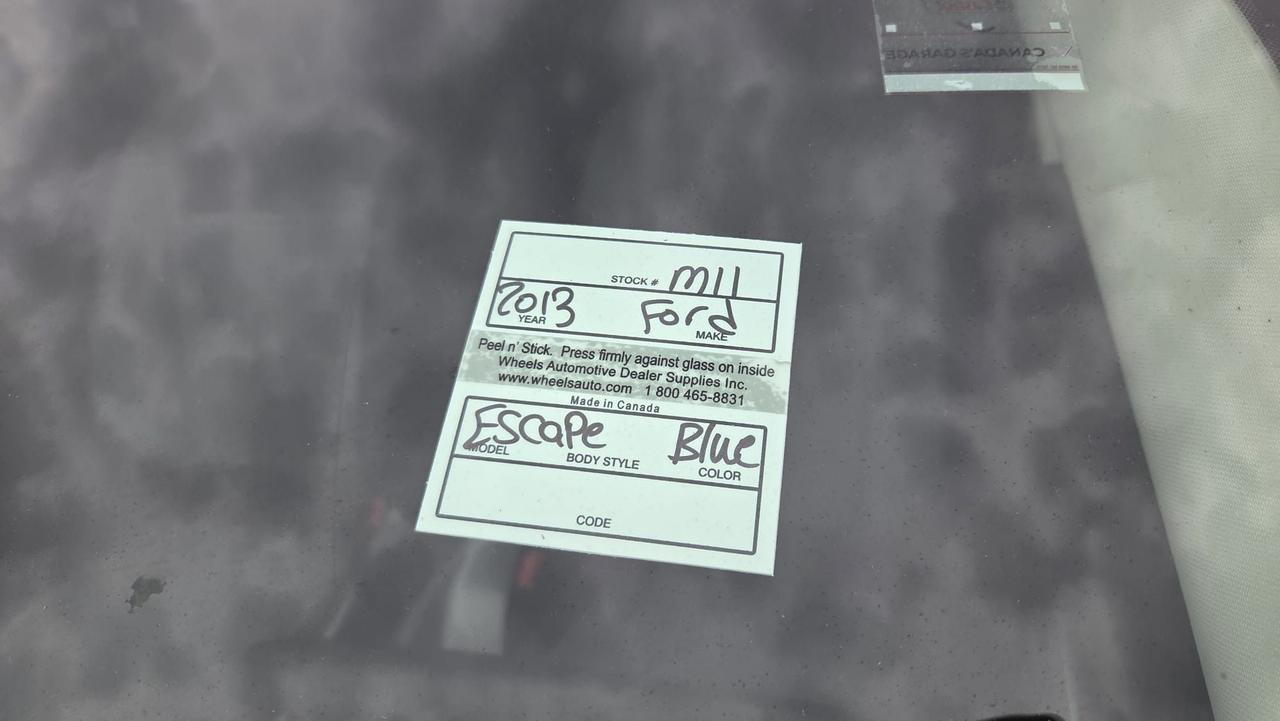 CANADA'S GARAGE
STOCK # M11
2013 Ford
YEAR MAKE
Peel n' Stick. Press firmly against glass on inside
Wheels Automotive Dealer Supplies Inc.
www.wheelsauto.com 1 800 465-8831
Made in Canada
Escape Blue
MODEL BODY STYLE COLOR
CODE